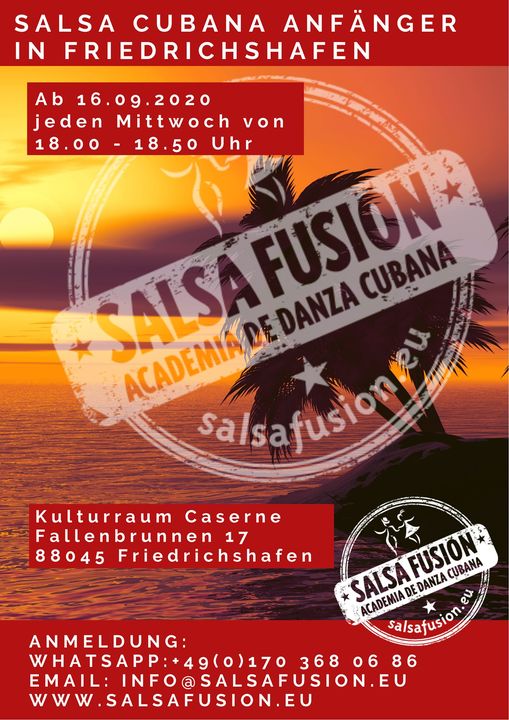 SALSA CUBANA ANFÄNGER
IN FRIEDRICHSHAFEN
Ab 16.09.2020
jeden Mittwoch von
18.00 - 18.50 Uhr
SALSA FUSION
ACADEMIA DE DANZA CUBANA
salsafusion.eu
Kulturraum Caserne
Fallenbrunnen 17
88045 Friedrichshafen
SALSA FUSION
ACADEMIA DE DANZA CUBANA
salsafusion.eu
ANMELDUNG:
WHATSAPP:+49(0)170 368 06 86
EMAIL: INFO@SALSAFUSION.EU
WWW.SALSAFUSION.EU